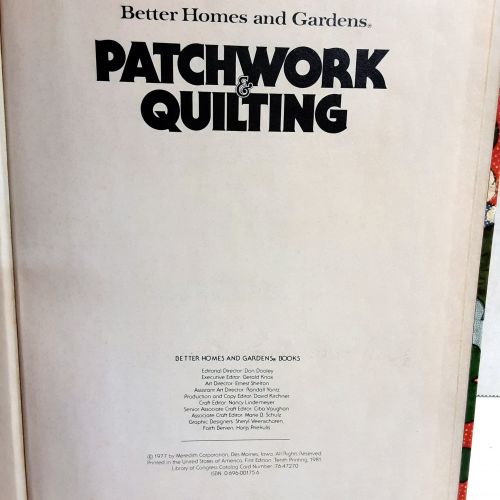 Better Homes and Gardens®
PATCHWORK
&
QUILTING
BETTER HOMES AND GARDENS® BOOKS
Editorial Director: Don Dooley
Executive Editor: Gerald Knox
Art Director: Ernest Shelton
Assistant Art Director: Randall Yontz
Production and Copy Editor: David Kirchner
Craft Editor: Nancy Lindemeyer
Senior Associate Craft Editor: Ciba Vaughan
Associate Craft Editor: Marie D. Schulz
Graphic Designers: Sheryl Veenschoten,
Faith Berven, Harijs Priekulis
© 1977 by Meredith Corporation, Des Moines, Iowa. All Rights Reserved.
Printed in the United States of America. First Edition. Tenth Printing, 1981.
Library of Congress Catalog Card Number: 76-47270
ISBN: 0-696-00175-6